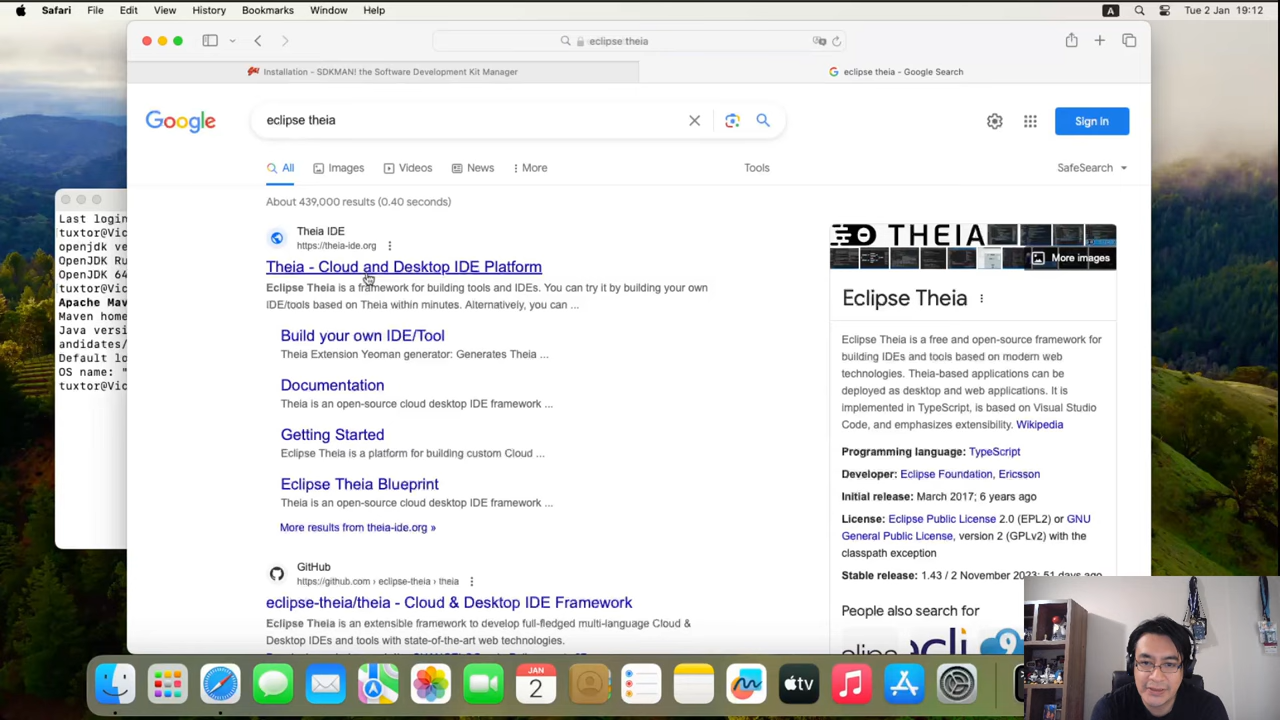 Safari File Edit View History Bookmarks Window Help
A
Tue 2 Jan 19:12
eclipse theia
Installation - SDKMAN! the Software Development Kit Manager
eclipse theia - Google Search
Google
eclipse theia
Sign in
All Images Videos News More Tools SafeSearch
About 439,000 results (0.40 seconds)
Theia IDE
https://theia-ide.org
Theia - Cloud and Desktop IDE Platform
Eclipse Theia is a framework for building tools and IDEs. You can try it by building your own
IDE/tools based on Theia within minutes. Alternatively, you can ...
Build your own IDE/Tool
Theia Extension Yeoman generator: Generates Theia ...
Documentation
Theia is an open-source cloud desktop IDE framework ...
Getting Started
Eclipse Theia is a platform for building custom Cloud ...
Eclipse Theia Blueprint
Theia is an open-source cloud desktop IDE framework ...
More results from theia-ide.org »
GitHub
https://github.com › eclipse-theia › theia
eclipse-theia/theia - Cloud & Desktop IDE Framework
Eclipse Theia is an extensible framework to develop full-fledged multi-language Cloud &
Desktop IDEs and tools with state-of-the-art web technologies.
THEIA
More images
Eclipse Theia
Eclipse Theia is a free and open-source framework for
building IDEs and tools based on modern web
technologies. Theia-based applications can be
deployed as desktop and web applications. It is
implemented in TypeScript, is based on Visual Studio
Code, and emphasizes extensibility. Wikipedia
Programming language: TypeScript
Developer: Eclipse Foundation, Ericsson
Initial release: March 2017; 6 years ago
License: Eclipse Public License 2.0 (EPL2) or GNU
General Public License, version 2 (GPLv2) with the
classpath exception
Stable release: 1.43 / 2 November 2023; 51 days ago
People also search for
Last login
tuxtor@Vic
openjdk ve
OpenJDK Ru
OpenJDK 64
tuxtor@Vic
Apache Mav
Maven home
Java versi
andidates/
Default lo
OS name: "
tuxtor@Vic
JAN
2
tv